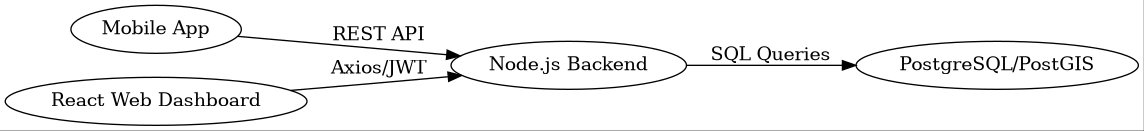 Mobile App
REST API
React Web Dashboard
Axios/JWT
Node.js Backend
SQL Queries
PostgreSQL/PostGIS